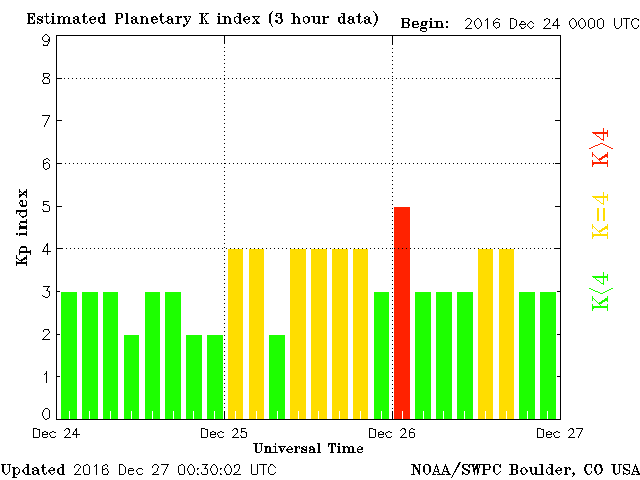 Estimated Planetary K index (3 hour data) Begin: 2016 Dec 24 0000 UTC
9
8
7
6
5
4
3
2
1
0
Kp index
K>4
K=4
K<4
Dec 24 Dec 25 Dec 26 Dec 27
Universal Time
Updated 2016 Dec 27 00:30:02 UTC NOAA/SWPC Boulder, CO USA